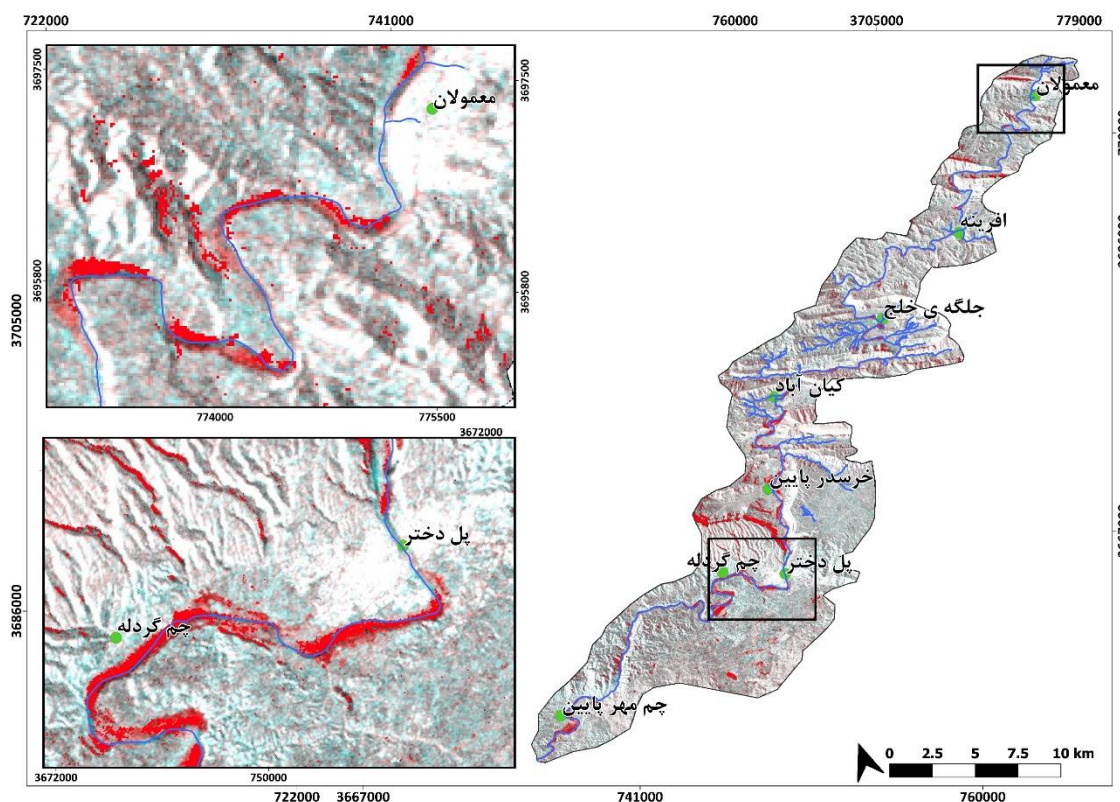 722000 741000 760000 3705000 779000
3697500
3697500
معمولان
معمولان
افرینه
3695800
3695800
3705000
جلگه ی خلج
774000 775500
کیان آباد
3672000
خرسدر پایین
پل دختر
چم گردله
پل دختر
3686000
چم گردله
چم مهر پایین
0 2.5 5 7.5 10 km
3672000 750000
722000 3667000 741000 760000